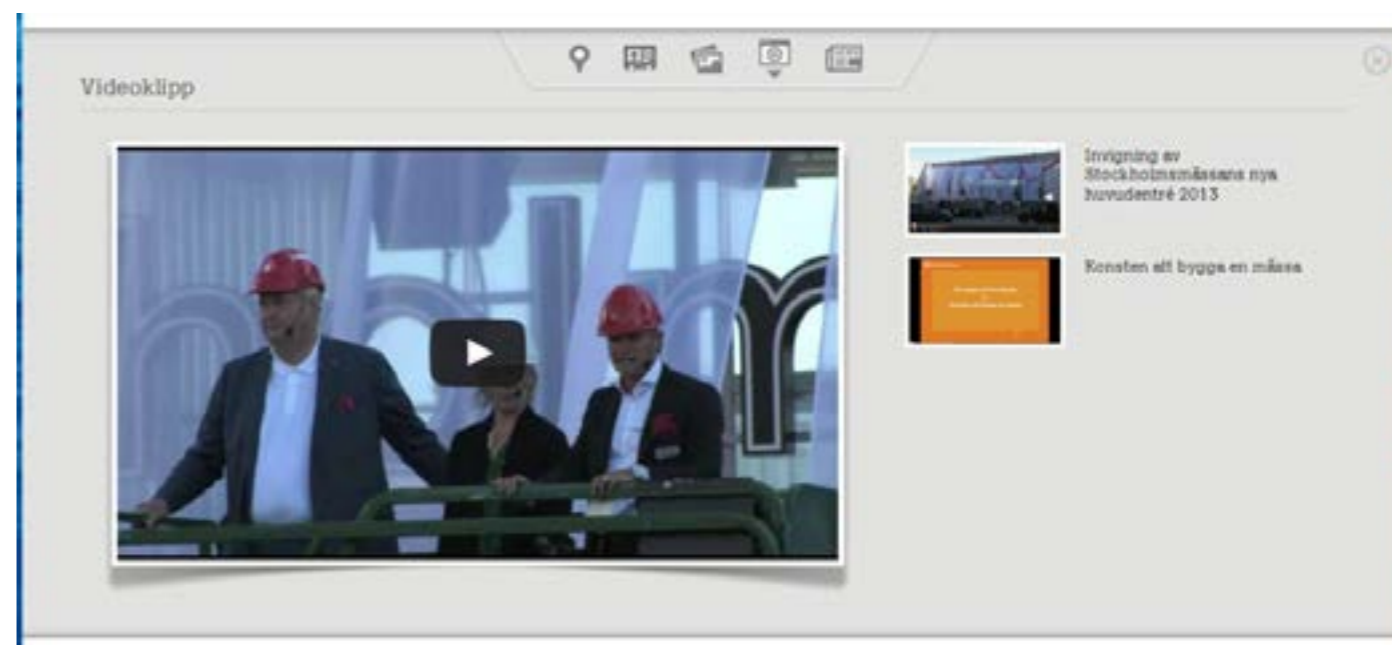 Videoklipp
Invigning av
Stockholmsmässans nya
huvudentré 2013
Konsten att bygga en mässa